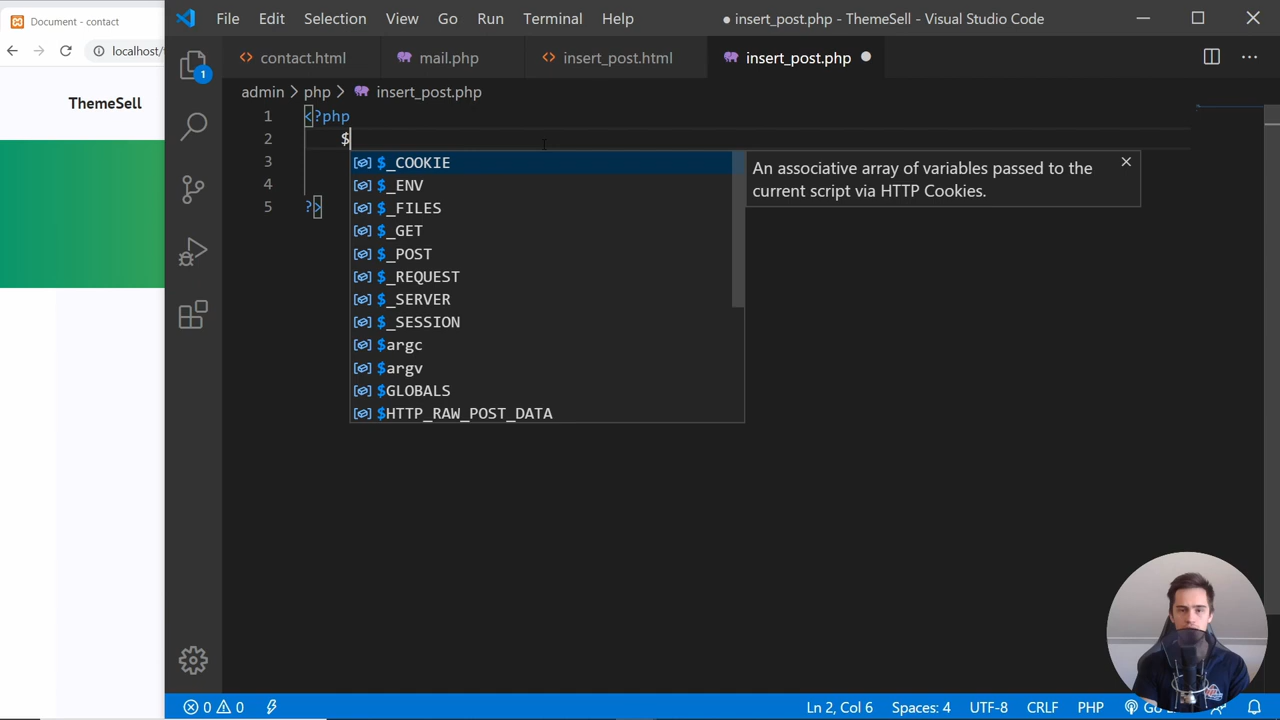 Document - contact
localhost/
ThemeSell
File Edit Selection View Go Run Terminal Help
● insert_post.php - ThemeSell - Visual Studio Code
contact.html
mail.php
insert_post.html
insert_post.php
admin > php > insert_post.php
1
1 <?php
2 $
3
4
5 ?>
$_COOKIE
$_ENV
$_FILES
$_GET
$_POST
$_REQUEST
$_SERVER
$_SESSION
$argc
$argv
$GLOBALS
$HTTP_RAW_POST_DATA
An associative array of variables passed to the
current script via HTTP Cookies.
0 0
Ln 2, Col 6 Spaces: 4 UTF-8 CRLF PHP Go